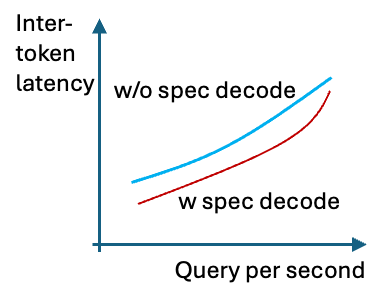 Inter-
token
latency
w/o spec decode
w spec decode
Query per second